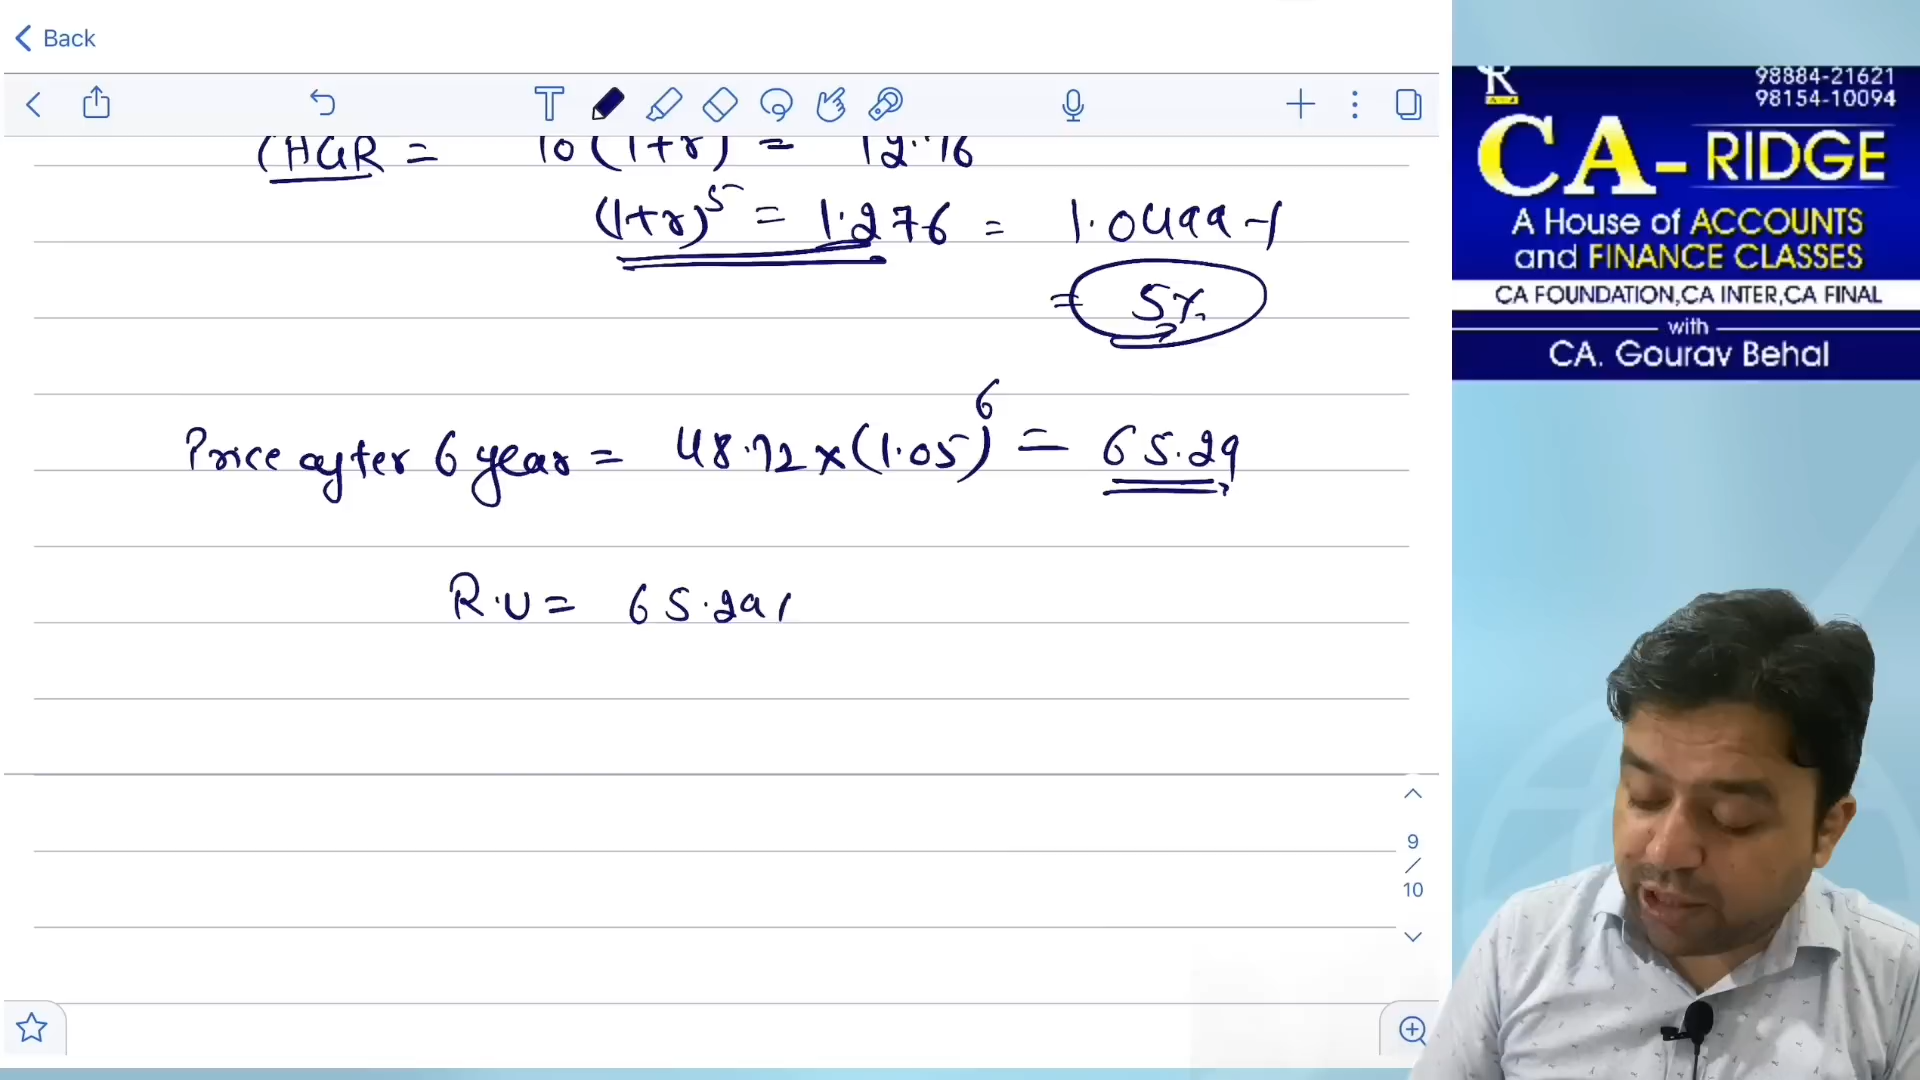 Back
CHGR = 10(1+r) = 12.76
(1+r)^5 = 1.276 = 1.0499-1
= 5%
Price after 6 year = 48.72 x (1.05)^6 = 65.29
R.V = 65.29
9
/
10
R
98884-21621
98154-10094
CA- RIDGE
A House of ACCOUNTS
and FINANCE CLASSES
CA FOUNDATION,CA INTER,CA FINAL
with
CA. Gourav Behal